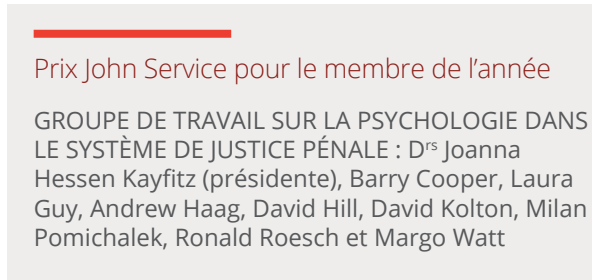 Prix John Service pour le membre de l’année
GROUPE DE TRAVAIL SUR LA PSYCHOLOGIE DANS
LE SYSTÈME DE JUSTICE PÉNALE : Drs Joanna
Hessen Kayfitz (présidente), Barry Cooper, Laura
Guy, Andrew Haag, David Hill, David Kolton, Milan
Pomichalek, Ronald Roesch et Margo Watt